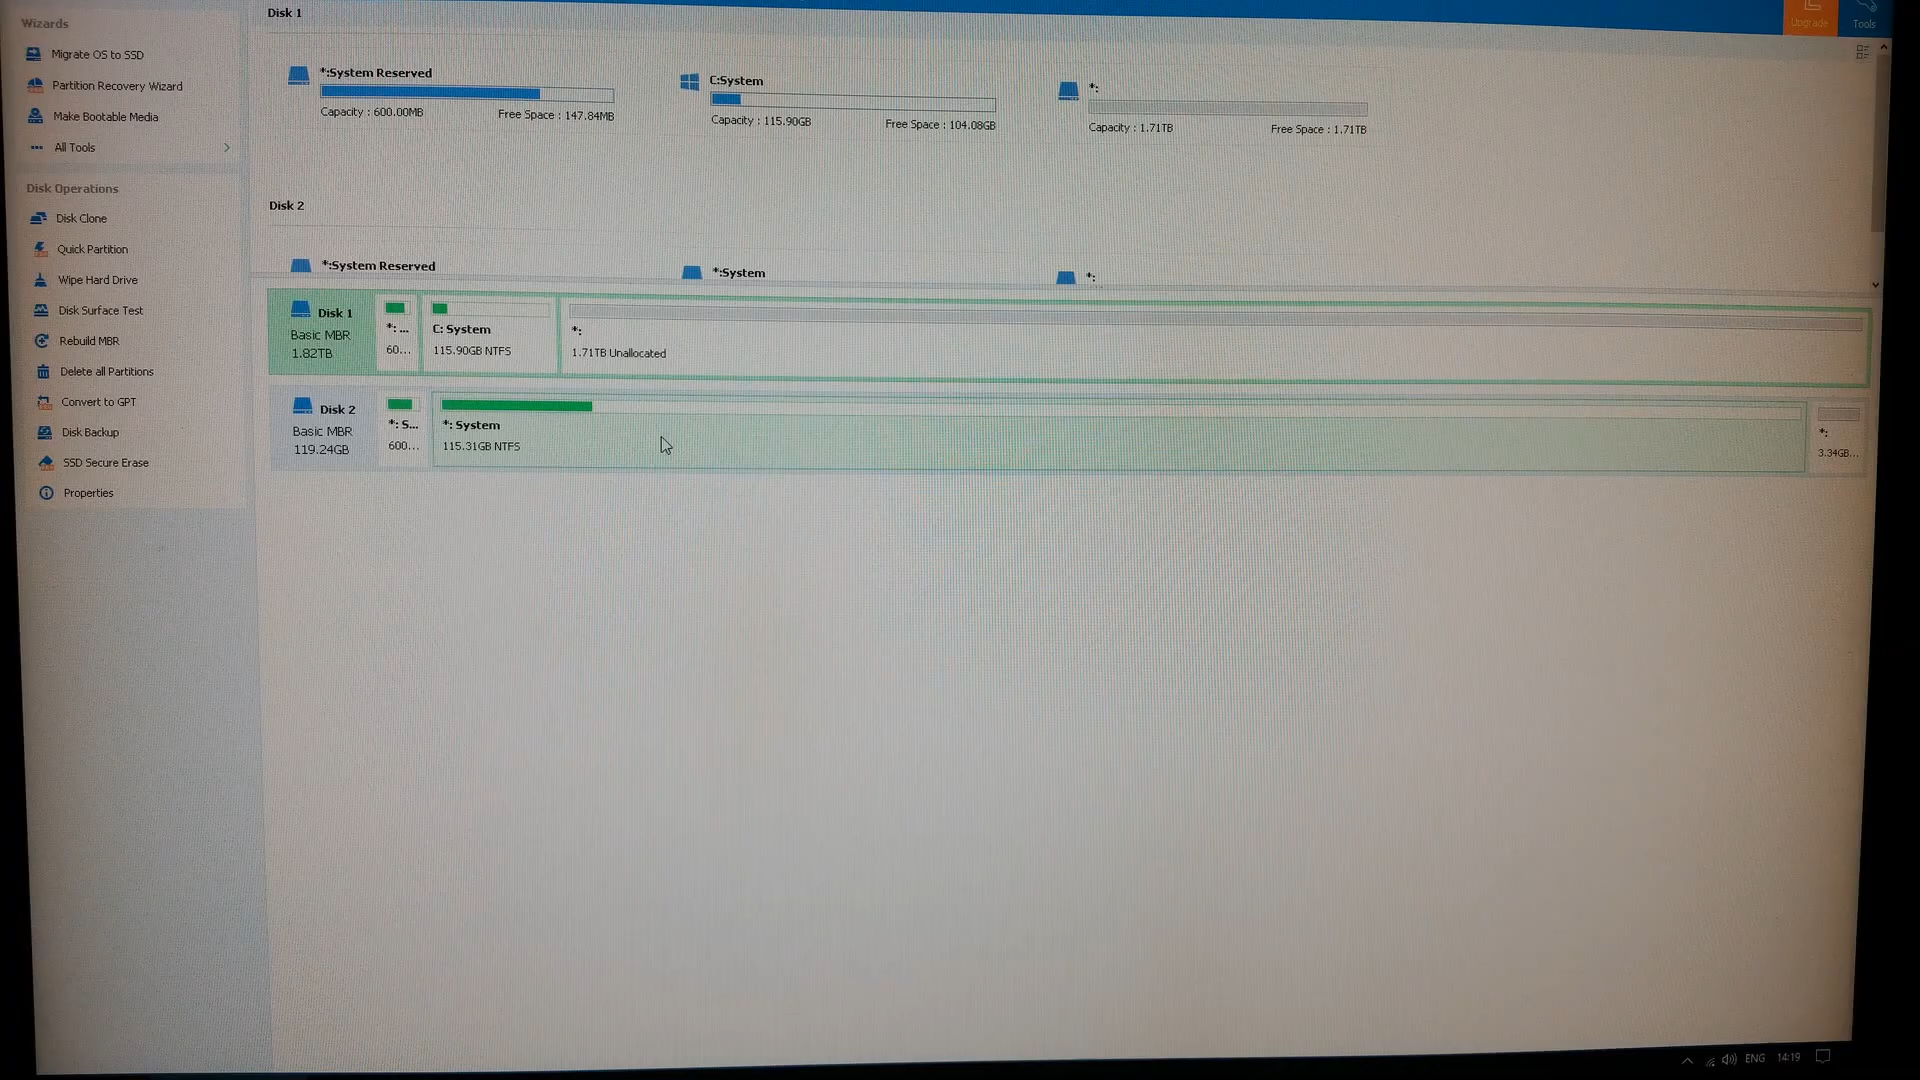 Wizards
Migrate OS to SSD
Partition Recovery Wizard
Make Bootable Media
All Tools
Disk Operations
Disk Clone
Quick Partition
Wipe Hard Drive
Disk Surface Test
Rebuild MBR
Delete all Partitions
Convert to GPT
Disk Backup
SSD Secure Erase
Properties
Upgrade
Tools
Disk 1
*:System Reserved
Capacity : 600.00MB
Free Space : 147.84MB
C:System
Capacity : 115.90GB
Free Space : 104.08GB
*:
Capacity : 1.71TB
Free Space : 1.71TB
Disk 2
*:System Reserved
*:System
*:
Disk 1
Basic MBR
1.82TB
*: ...
60...
C: System
115.90GB NTFS
*:
1.71TB Unallocated
Disk 2
Basic MBR
119.24GB
*: S...
600...
*: System
115.31GB NTFS
*:
3.34GB...
ENG
14:19